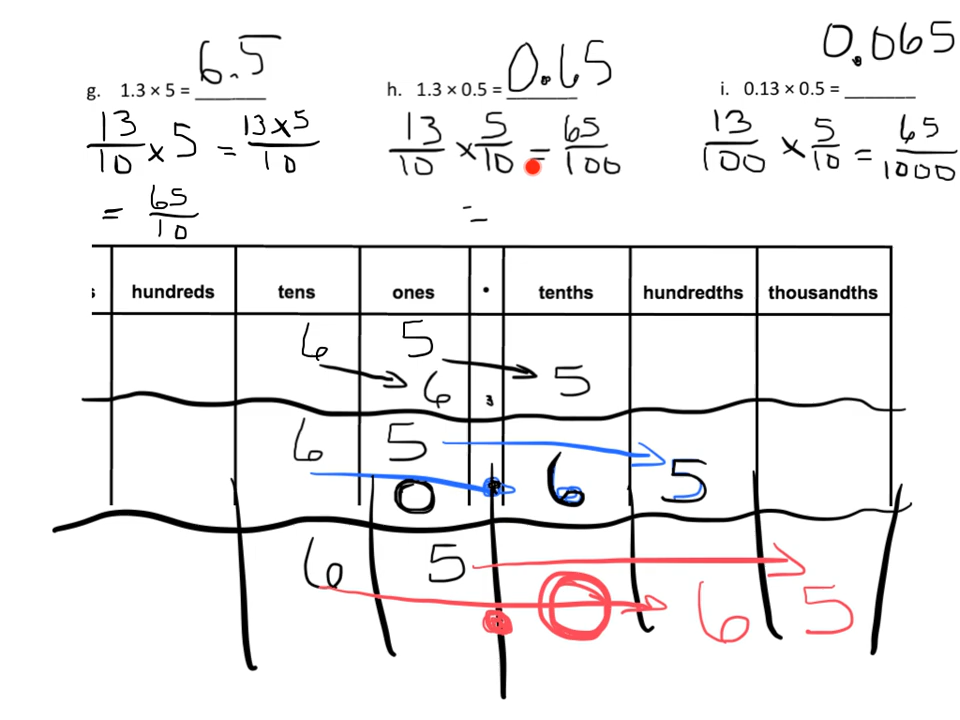 g. 1.3 × 5 = 6.5
13/10 × 5 = 13×5/10
= 65/10
h. 1.3 × 0.5 = 0.65
13/10 × 5/10 = 65/100
=
i. 0.13 × 0.5 = 0.065
13/100 × 5/10 = 65/1000
s hundreds tens ones . tenths hundredths thousandths
6 5
6 . 5
6 5
0 . 6 5
6 5
. 0 6 5